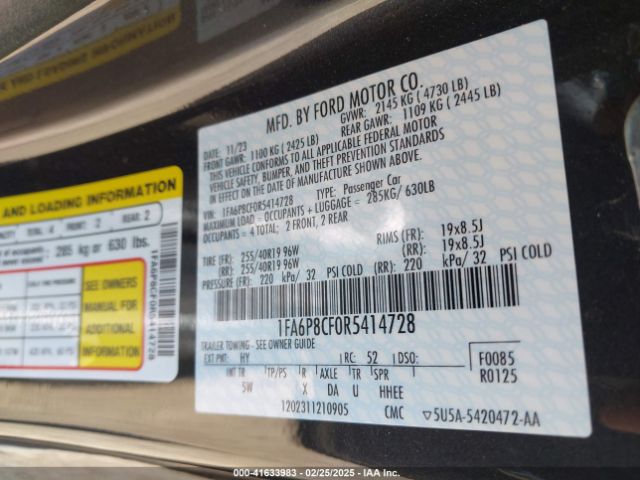 AND LOADING INFORMATION
TOTAL 4 FRONT: 2 REAR: 2
285 kg or 630 lbs.
SEE OWNERS
MANUAL FOR
ADDITIONAL
INFORMATION
1FA6P8CF0R5414728
MFD. BY FORD MOTOR CO.
DATE: 11/23 GVWR: 2145 KG ( 4730 LB)
FRONT GAWR: 1100 KG ( 2425 LB) REAR GAWR: 1109 KG ( 2445 LB)
THIS VEHICLE CONFORMS TO ALL APPLICABLE FEDERAL MOTOR
VEHICLE SAFETY, BUMPER, AND THEFT PREVENTION STANDARDS
IN EFFECT ON THE DATE OF MANUFACTURE SHOWN ABOVE.
VIN: 1FA6P8CF0R5414728 TYPE: Passenger Car
MAXIMUM LOAD = OCCUPANTS + LUGGAGE = 285KG/ 630LB
OCCUPANTS = 4 TOTAL; 2 FRONT, 2 REAR
TIRE (FR): 255/40R19 96W RIMS (FR): 19x8.5J
(RR): 255/40R19 96W (RR): 19x8.5J
PRESSURE (FR): 220 kPa/ 32 PSI COLD (RR): 220 kPa/ 32 PSI COLD
1FA6P8CF0R5414728
TRAILER TOWING - SEE OWNER GUIDE
EXT PNT: HY RC: 52 DSO: F0085
INT TR TP/PS R AXLE TR SPR R0125
5W X DA U HHEE
1202311210905 CMC ▽5U5A-5420472-AA
000-41633983 - 02/25/2025 - IAA Inc.